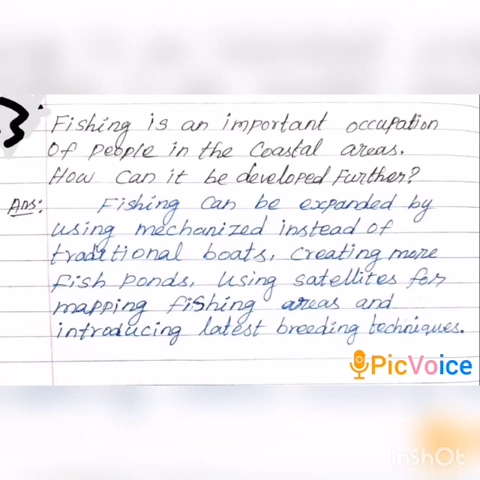 3
Fishing is an important occupation
of people in the coastal areas.
How can it be developed further?
Ans: Fishing can be expanded by
using mechanized instead of
traditional boats, creating more
fish ponds, using satellites for
mapping fishing areas and
introducing latest breeding techniques.
PicVoice
InShOt